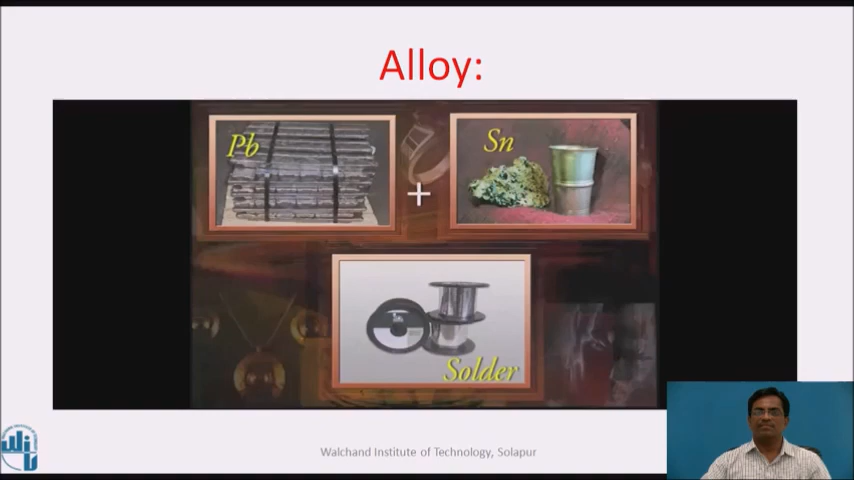 Alloy:
Pb
Sn
+
Solder
Walchand Institute of Technology, Solapur